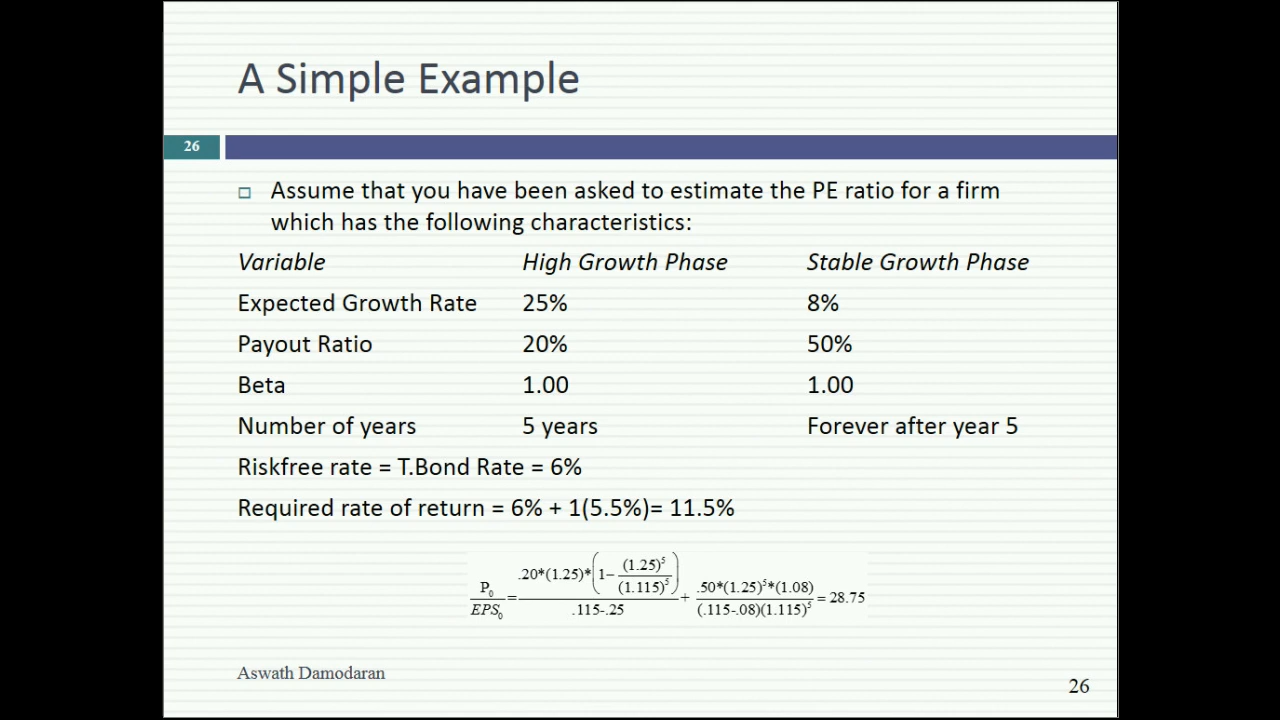 A Simple Example
26
Assume that you have been asked to estimate the PE ratio for a firm
which has the following characteristics:
Variable High Growth Phase Stable Growth Phase
Expected Growth Rate 25% 8%
Payout Ratio 20% 50%
Beta 1.00 1.00
Number of years 5 years Forever after year 5
Riskfree rate = T.Bond Rate = 6%
Required rate of return = 6% + 1(5.5%)= 11.5%
P₀/EPS₀ = .20*(1.25)*(1−(1.25)⁵/(1.115)⁵)/.115-.25 + .50*(1.25)⁵*(1.08)/(.115-.08)(1.115)⁵ = 28.75
Aswath Damodaran
26